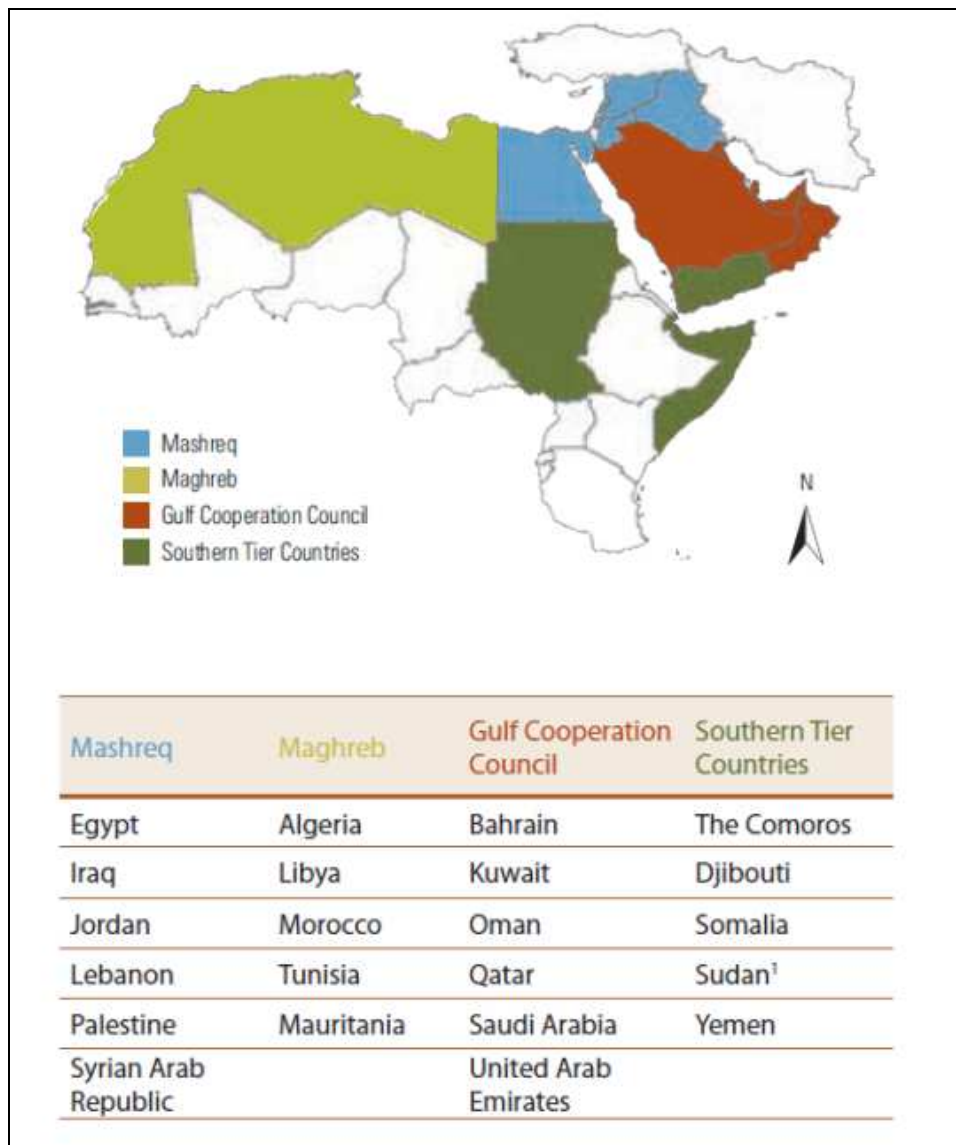 Mashreq
Maghreb
Gulf Cooperation Council
Southern Tier Countries
N
Mashreq Maghreb Gulf Cooperation Council Southern Tier Countries
Egypt Algeria Bahrain The Comoros
Iraq Libya Kuwait Djibouti
Jordan Morocco Oman Somalia
Lebanon Tunisia Qatar Sudan¹
Palestine Mauritania Saudi Arabia Yemen
Syrian Arab Republic United Arab Emirates